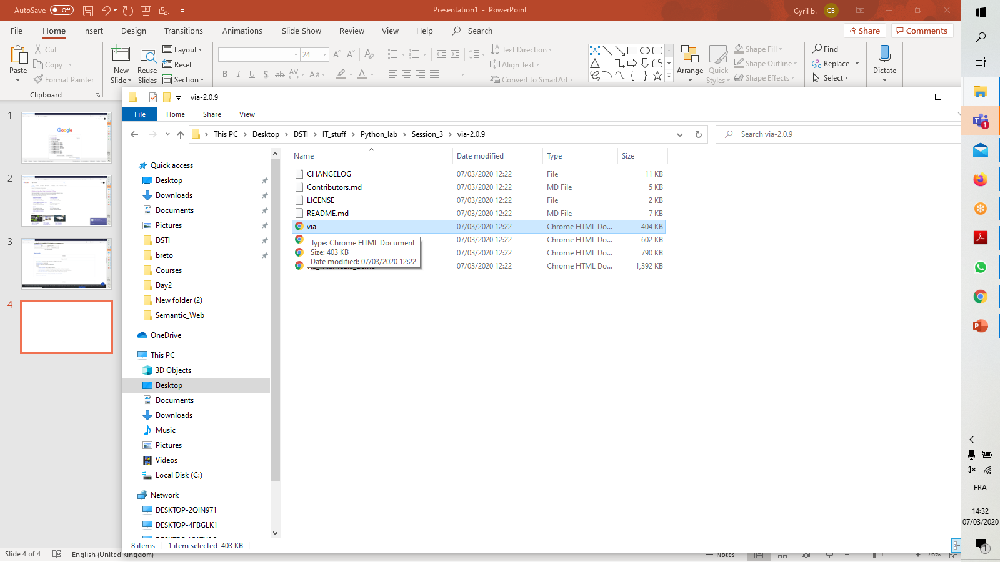 AutoSave Off
Presentation1 - PowerPoint
Cyril b. CB
File Home Insert Design Transitions Animations Slide Show Review View Help Search
Share Comments
Paste
Cut
Copy
Format Painter
Clipboard
New Slide
Reuse Slides
Layout
Reset
Section
24
B I U S ab AV Aa A
Text Direction
Align Text
Convert to SmartArt
Arrange
Quick Styles
Shape Fill
Shape Outline
Shape Effects
Find
Replace
Select
Dictate
1
Google
2
3
4
via-2.0.9
File Home Share View
This PC Desktop DSTI IT_stuff Python_lab Session_3 via-2.0.9
Search via-2.0.9
Quick access
Desktop
Downloads
Documents
Pictures
DSTI
breto
Courses
Day2
New folder (2)
Semantic_Web
OneDrive
This PC
3D Objects
Desktop
Documents
Downloads
Music
Pictures
Videos
Local Disk (C:)
Network
DESKTOP-2QIN971
DESKTOP-4FBGLK1
Name Date modified Type Size
CHANGELOG 07/03/2020 12:22 File 11 KB
Contributors.md 07/03/2020 12:22 MD File 5 KB
LICENSE 07/03/2020 12:22 File 2 KB
README.md 07/03/2020 12:22 MD File 7 KB
via 07/03/2020 12:22 Chrome HTML Do... 404 KB
07/03/2020 12:22 Chrome HTML Do... 602 KB
07/03/2020 12:22 Chrome HTML Do... 790 KB
07/03/2020 12:22 Chrome HTML Do... 1,392 KB
Type: Chrome HTML Document
Size: 403 KB
Date modified: 07/03/2020 12:22
8 items 1 item selected 403 KB
Slide 4 of 4 English (United Kingdom)
Notes
76%
1
FRA
14:32
07/03/2020
1